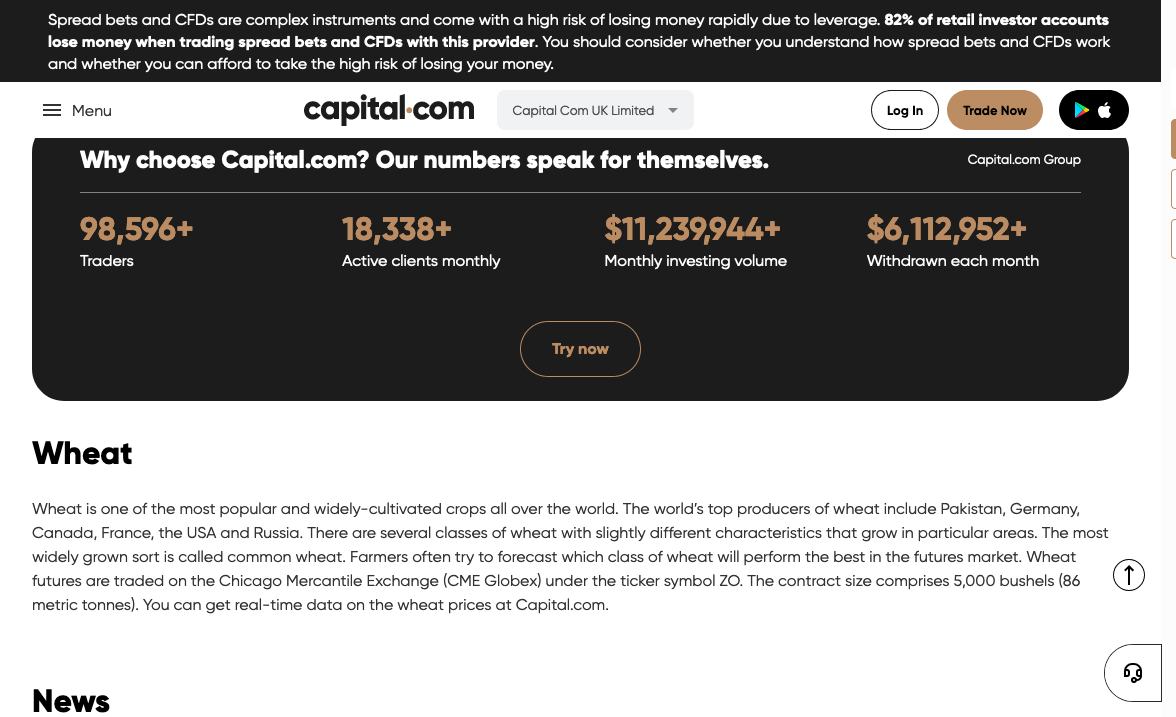 Spread bets and CFDs are complex instruments and come with a high risk of losing money rapidly due to leverage. 82% of retail investor accounts
lose money when trading spread bets and CFDs with this provider. You should consider whether you understand how spread bets and CFDs work
and whether you can afford to take the high risk of losing your money.
Menu
capital.com
Capital Com UK Limited
Log In
Trade Now
Why choose Capital.com? Our numbers speak for themselves.
Capital.com Group
98,596+
18,338+
$11,239,944+
$6,112,952+
Traders
Active clients monthly
Monthly investing volume
Withdrawn each month
Try now
Wheat
Wheat is one of the most popular and widely-cultivated crops all over the world. The world’s top producers of wheat include Pakistan, Germany,
Canada, France, the USA and Russia. There are several classes of wheat with slightly different characteristics that grow in particular areas. The most
widely grown sort is called common wheat. Farmers often try to forecast which class of wheat will perform the best in the futures market. Wheat
futures are traded on the Chicago Mercantile Exchange (CME Globex) under the ticker symbol ZO. The contract size comprises 5,000 bushels (86
metric tonnes). You can get real-time data on the wheat prices at Capital.com.
News